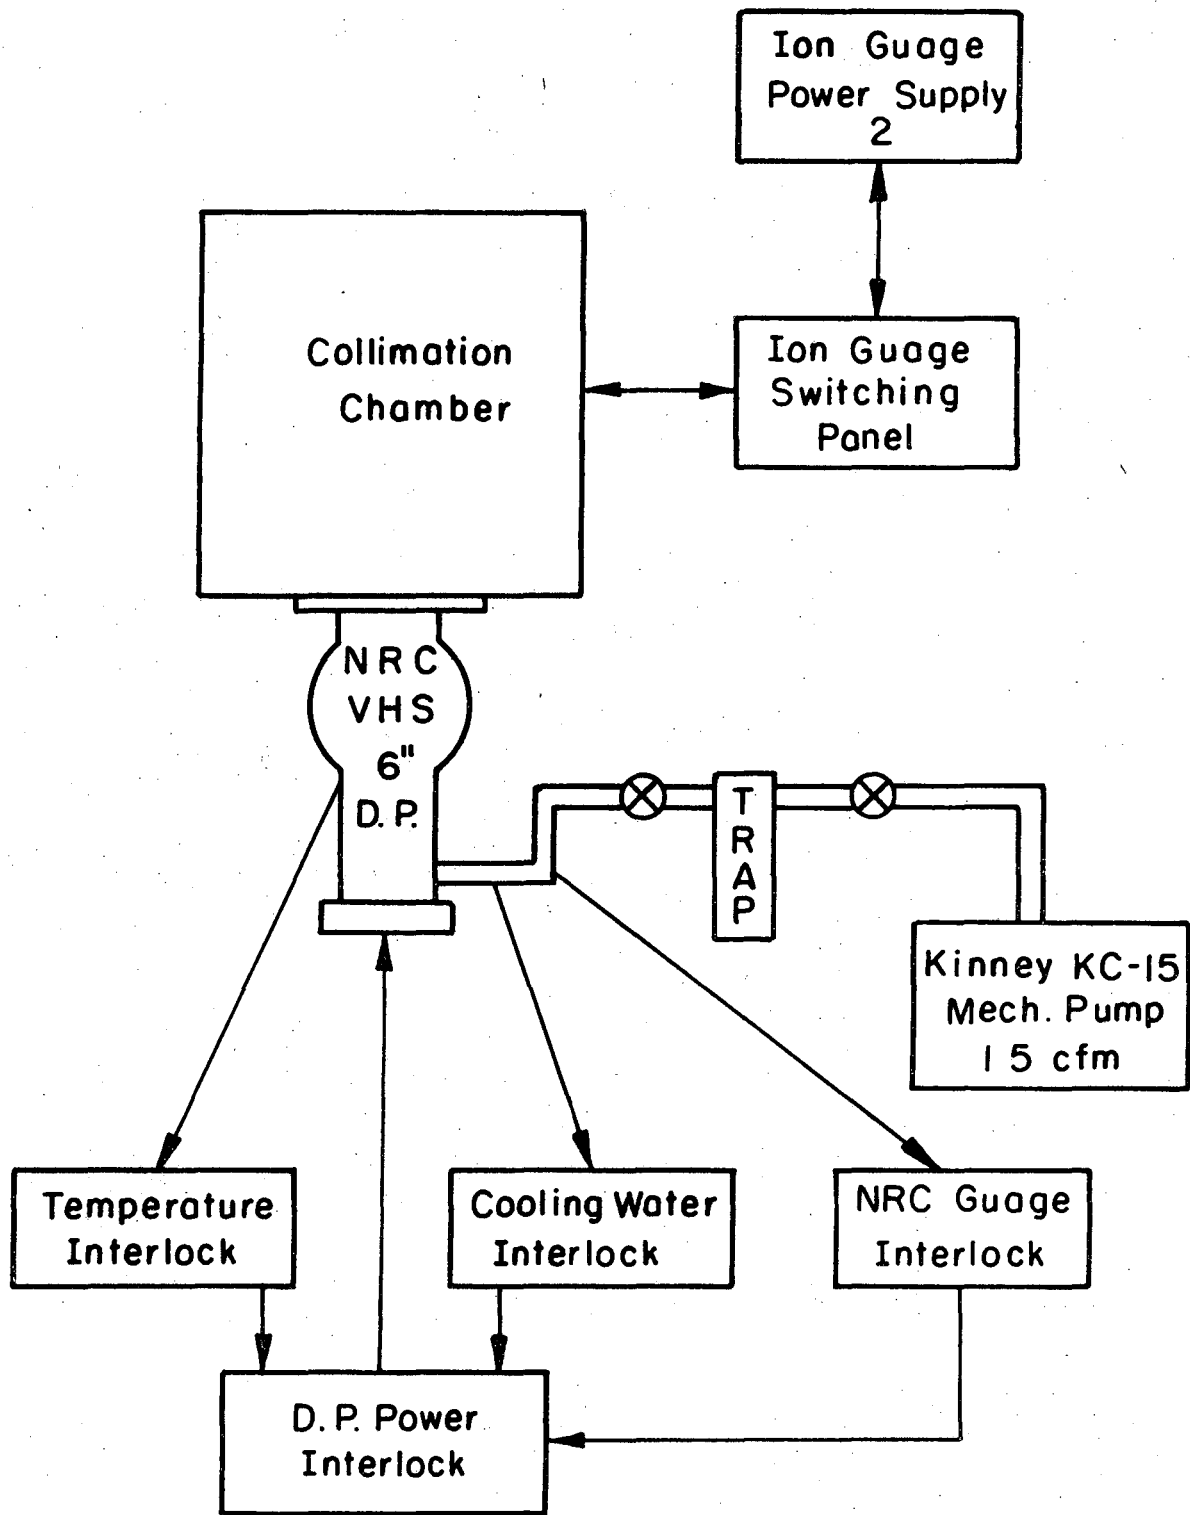 Ion Guage
Power Supply
2
Collimation
Chamber
Ion Guage
Switching
Panel
NRC
VHS
6"
D.P.
TRAP
Kinney KC-15
Mech. Pump
15 cfm
Temperature
Interlock
Cooling Water
Interlock
NRC Guage
Interlock
D.P. Power
Interlock